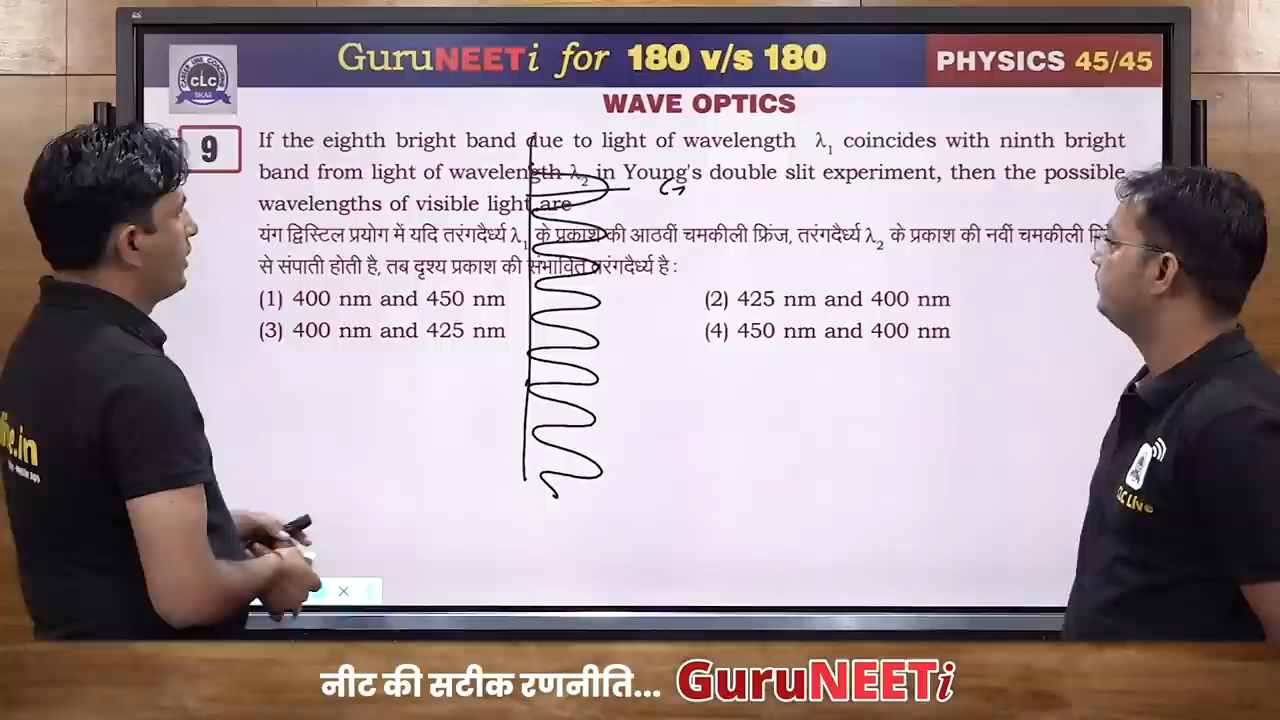 GuruNEETi for 180 v/s 180
PHYSICS 45/45
CLC
SIKAR
WAVE OPTICS
9
If the eighth bright band due to light of wavelength λ₁ coincides with ninth bright
band from light of wavelength λ₂ in Young's double slit experiment, then the possible
wavelengths of visible light are
यंग द्विस्टिल प्रयोग में यदि तरंगदैर्ध्य λ₁ के प्रकाश की आठवीं चमकीली फ्रिंज, तरंगदैर्ध्य λ₂ के प्रकाश की नवीं चमकीली
से संपाती होती है, तब दृश्य प्रकाश की संभावित तरंगदैर्ध्य है :
(1) 400 nm and 450 nm
(2) 425 nm and 400 nm
(3) 400 nm and 425 nm
(4) 450 nm and 400 nm
e.in
CLC Live
नीट की सटीक रणनीति... GuruNEETi